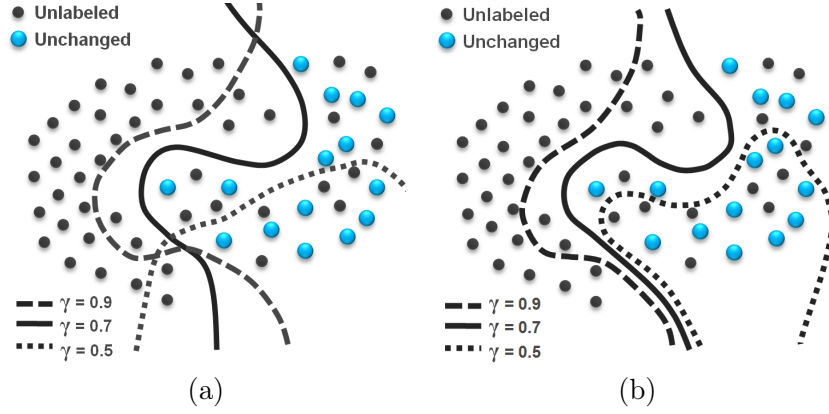 Unlabeled
Unchanged
γ = 0.9
γ = 0.7
γ = 0.5
(a)
Unlabeled
Unchanged
γ = 0.9
γ = 0.7
γ = 0.5
(b)